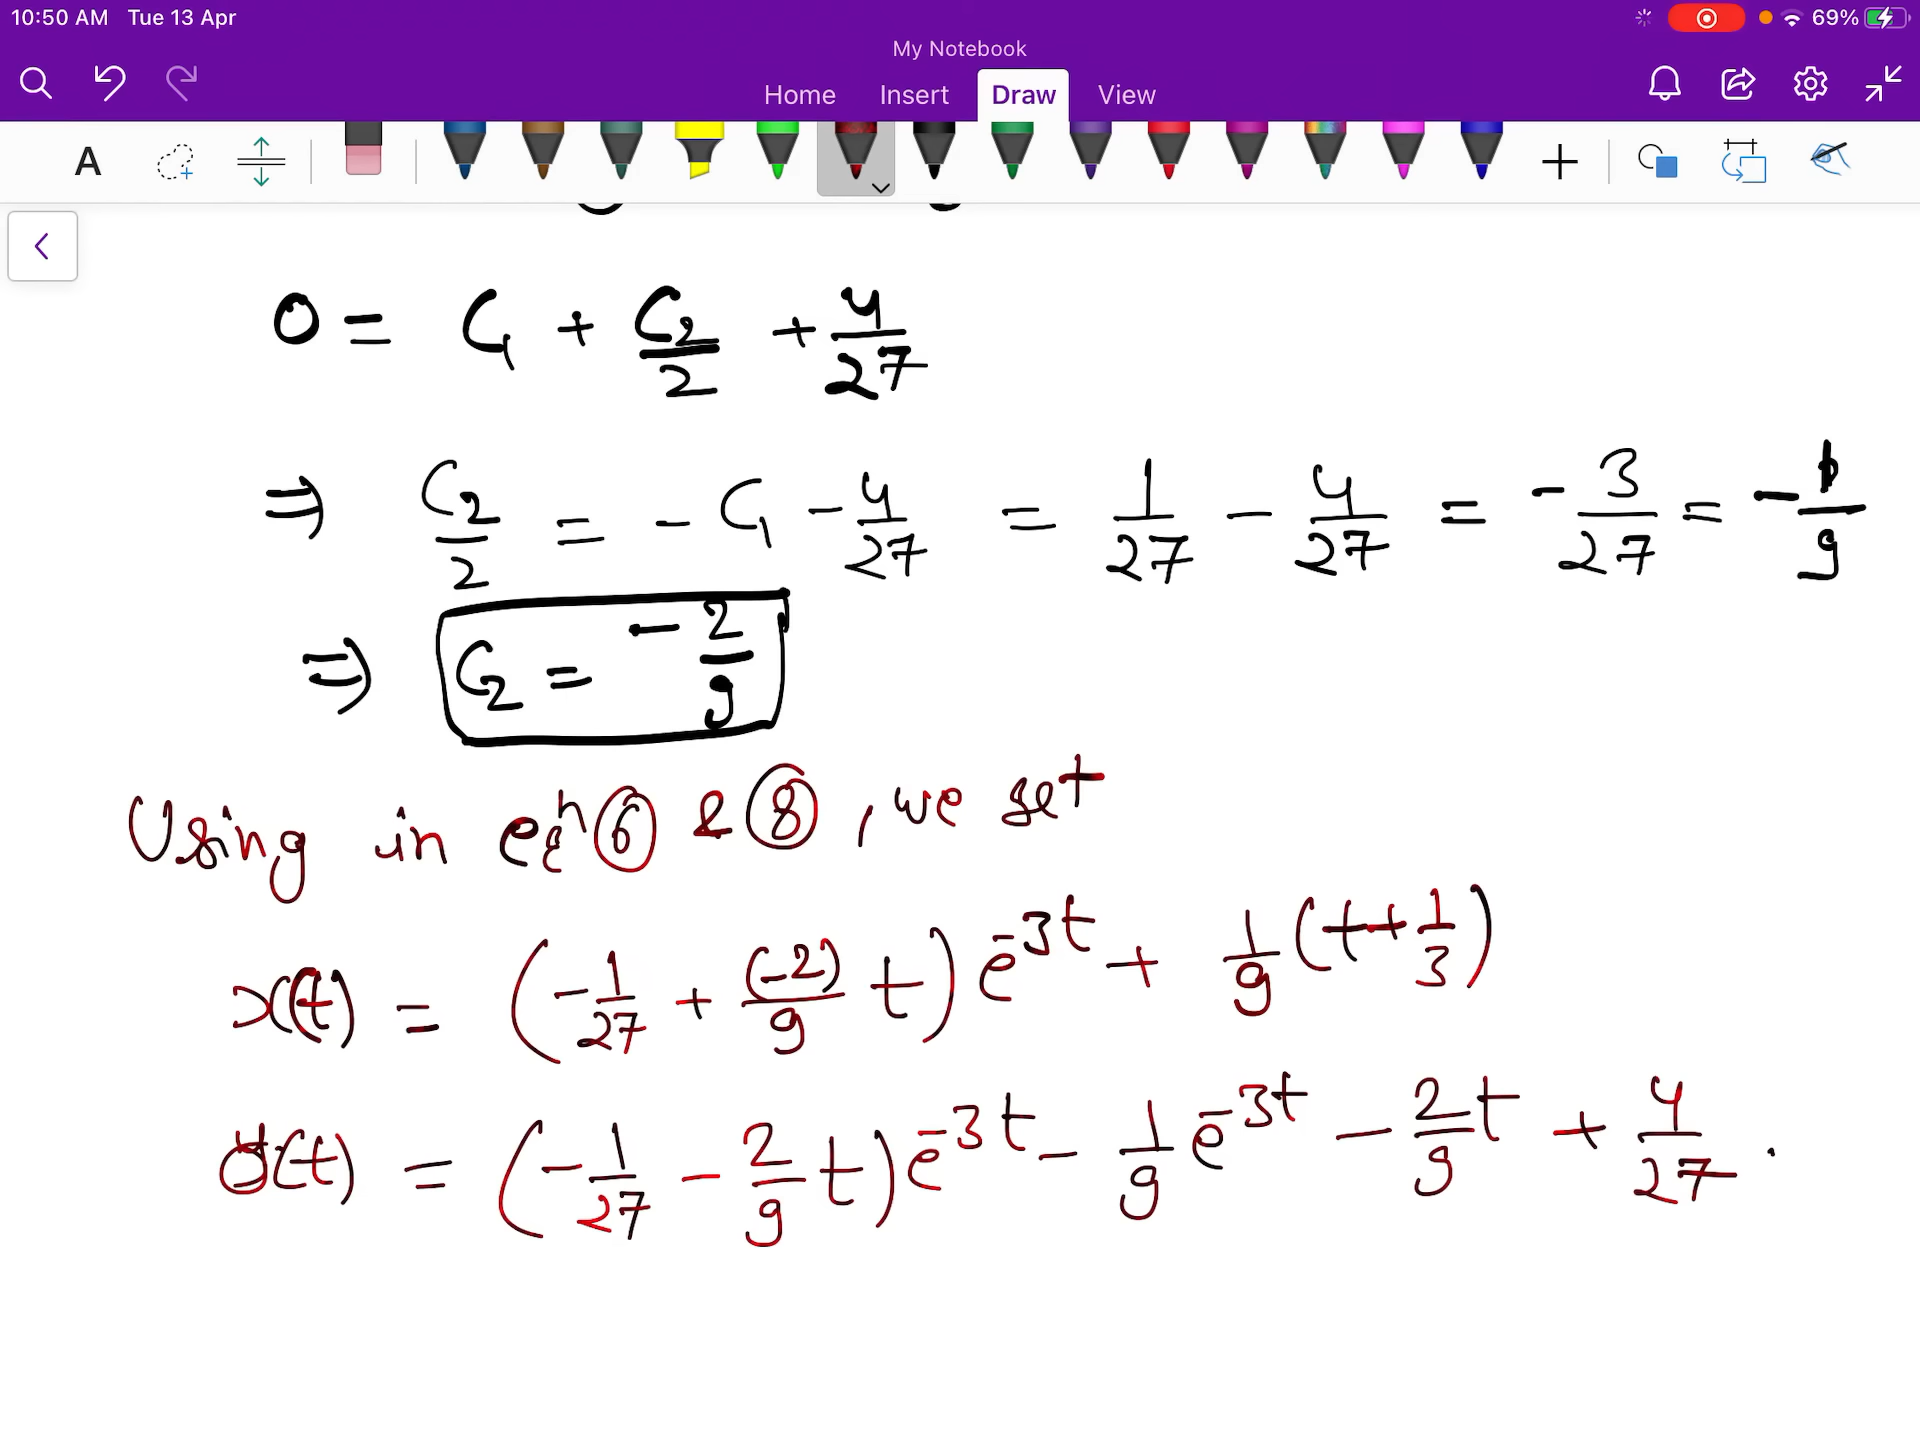 10:50 AM Tue 13 Apr
69%
My Notebook
Home Insert Draw View
A
0 = C₁ + C₂/2 + 4/27
⇒ C₂/2 = - C₁ - 4/27 = 1/27 - 4/27 = - 3/27 = - 1/9
⇒ C₂ = - 2/9
Using in eqⁿ ⑥ & ⑧, we get
x(t) = (- 1/27 + (-2)/9 t) e^-3t + 1/9 (t + 1/3)
y(t) = (- 1/27 - 2/9 t) e^-3t - 1/9 e^-3t - 2/9 t + 4/27 .